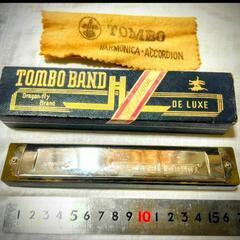 TOMBO
HARMONICA-ACCORDION
TOMBO BAND
Dragon-fly
Brand
DE LUXE
1 2 3 4 5 6 7 8 9 10 1 2 3 4 15 6